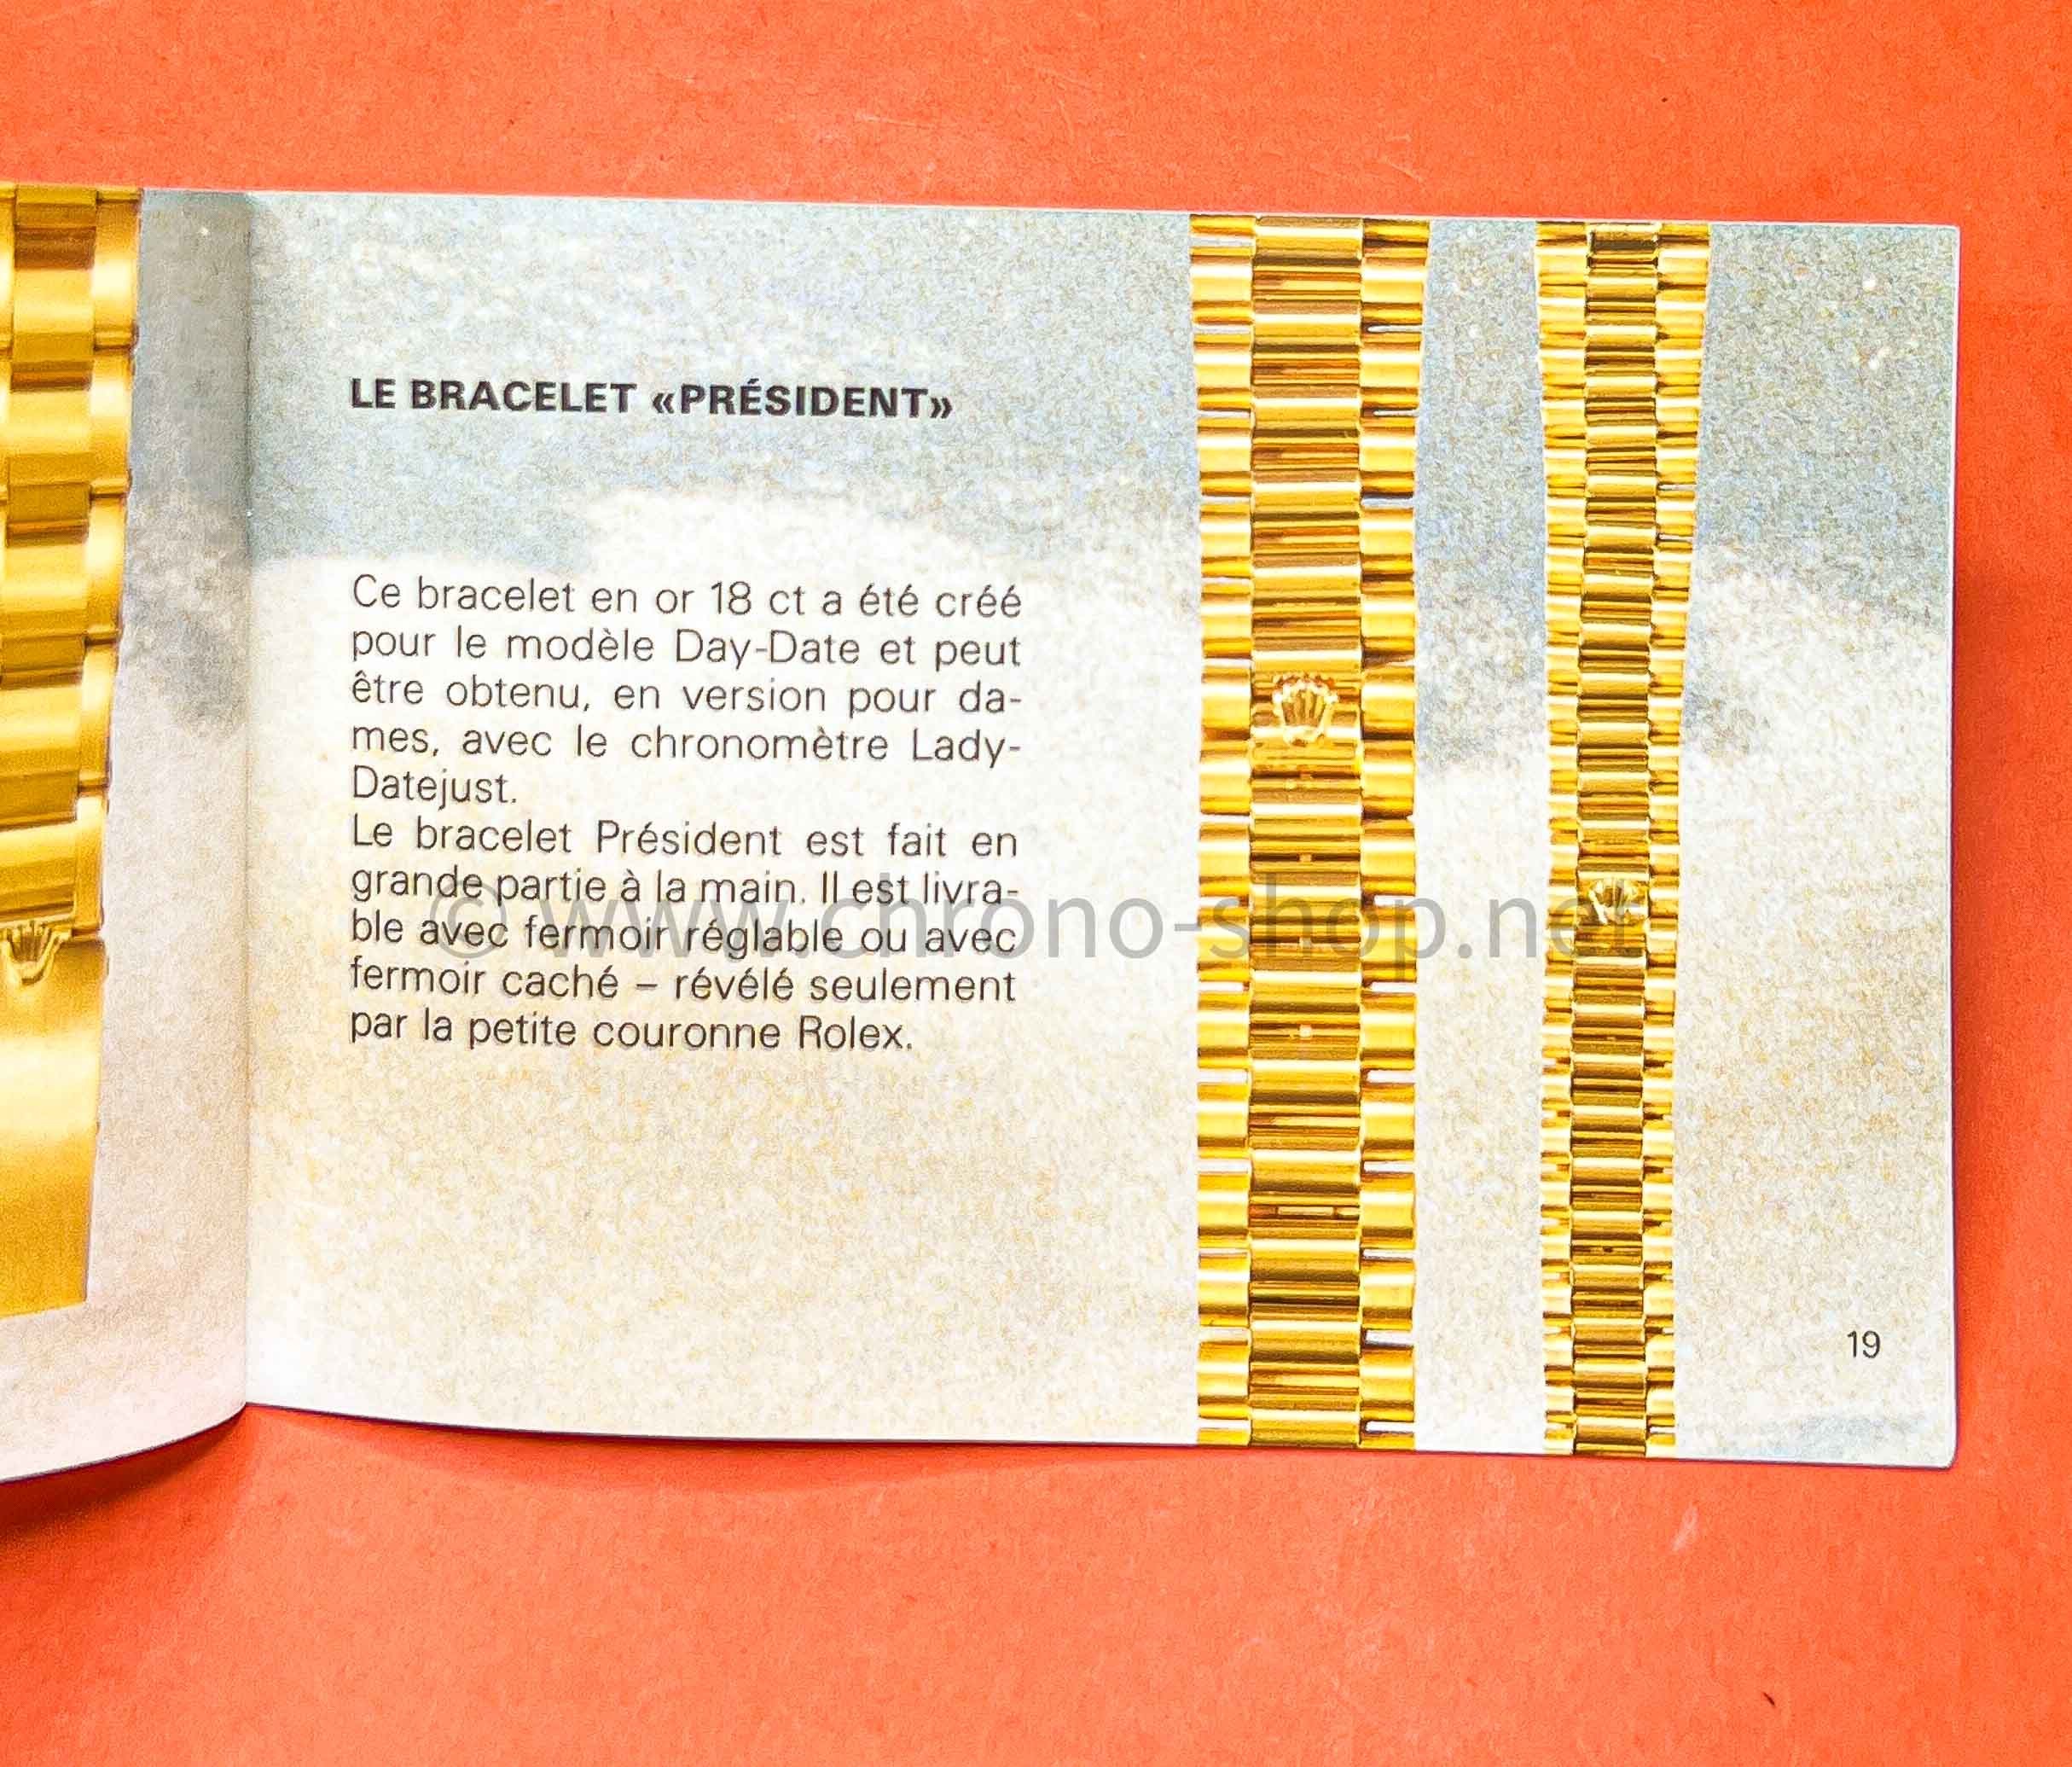 LE BRACELET «PRÉSIDENT»
Ce bracelet en or 18 ct a été créé
pour le modèle Day-Date et peut
être obtenu, en version pour da-
mes, avec le chronomètre Lady-
Datejust.
Le bracelet Président est fait en
grande partie à la main. Il est livra-
ble avec fermoir réglable ou avec
fermoir caché – révélé seulement
par la petite couronne Rolex.
© www.chrono-shop.net
19